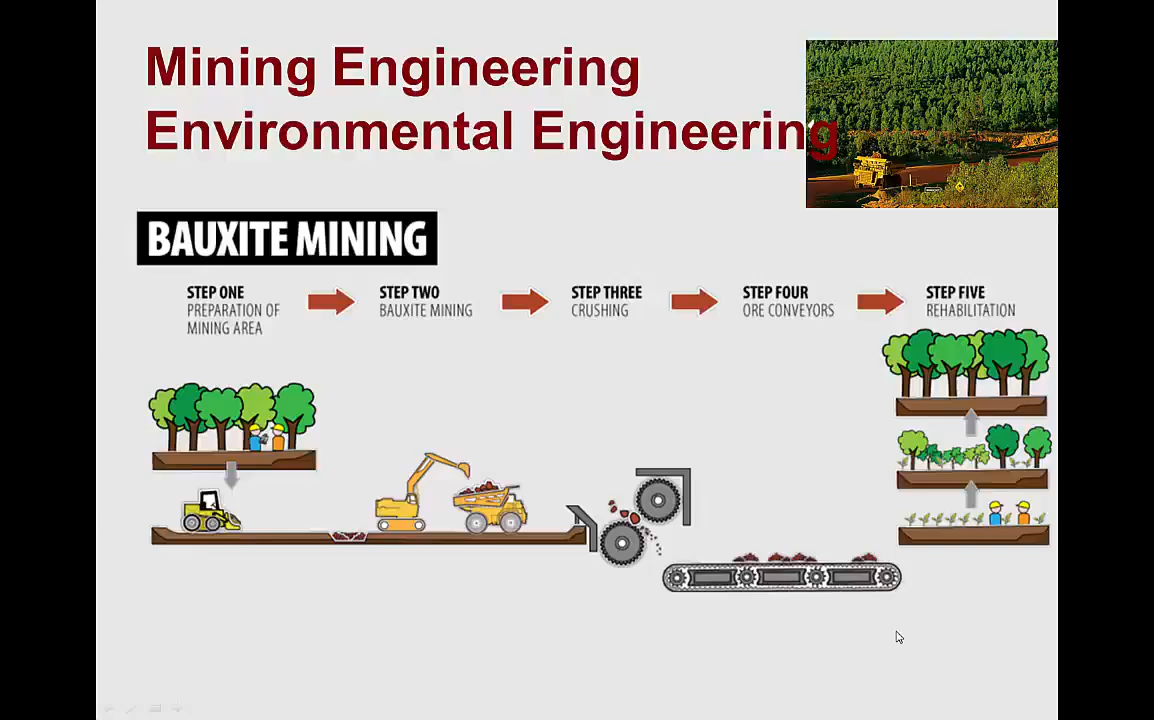 Mining Engineering
Environmental Engineering
BAUXITE MINING
STEP ONE
PREPARATION OF
MINING AREA
STEP TWO
BAUXITE MINING
STEP THREE
CRUSHING
STEP FOUR
ORE CONVEYORS
STEP FIVE
REHABILITATION